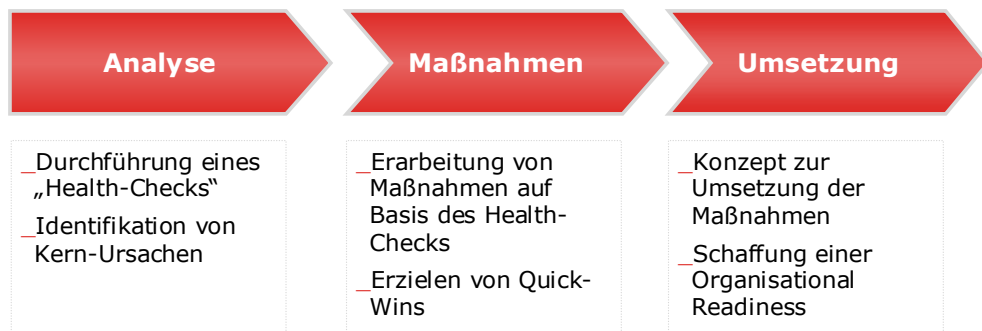 Analyse
Maßnahmen
Umsetzung
_Durchführung eines
„Health-Checks“
_Identifikation von
Kern-Ursachen
_Erarbeitung von
Maßnahmen auf
Basis des Health-
Checks
_Erzielen von Quick-
Wins
_Konzept zur
Umsetzung der
Maßnahmen
_Schaffung einer
Organisational
Readiness